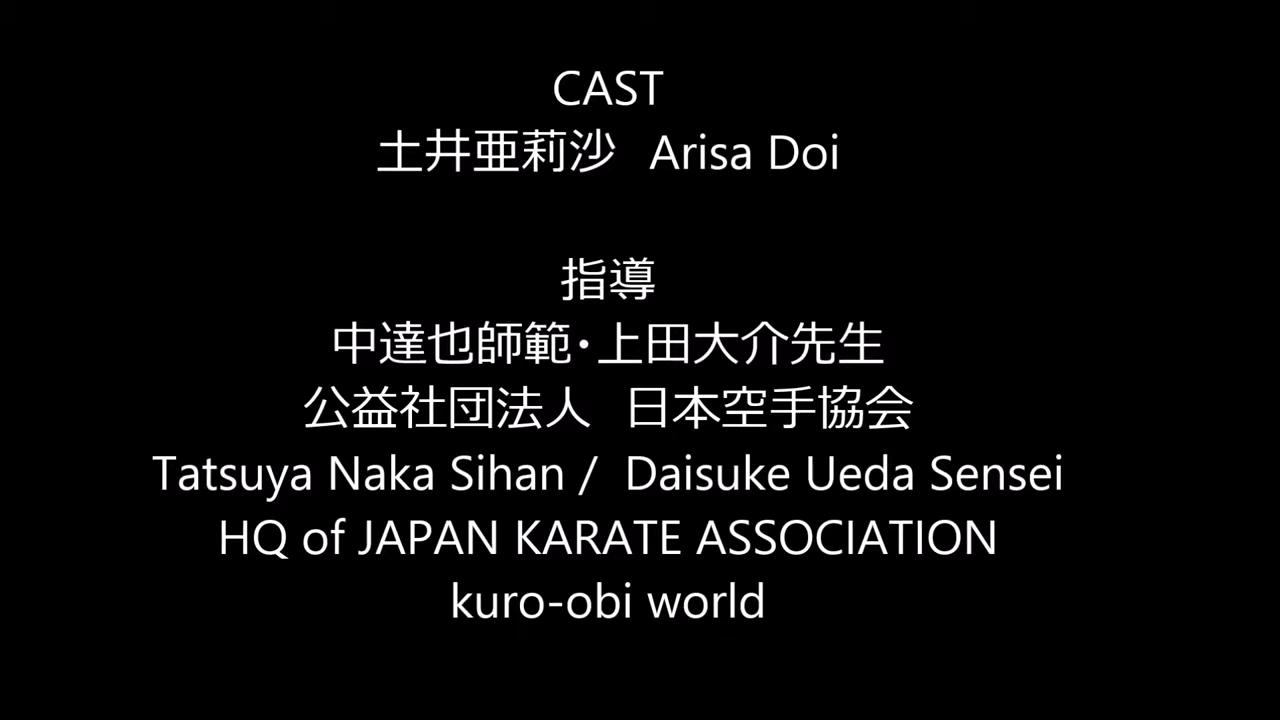 CAST
土井亜莉沙　Arisa Doi
指導
中達也師範・上田大介先生
公益社団法人　日本空手協会
Tatsuya Naka Sihan /  Daisuke Ueda Sensei
HQ of JAPAN KARATE ASSOCIATION
kuro-obi world